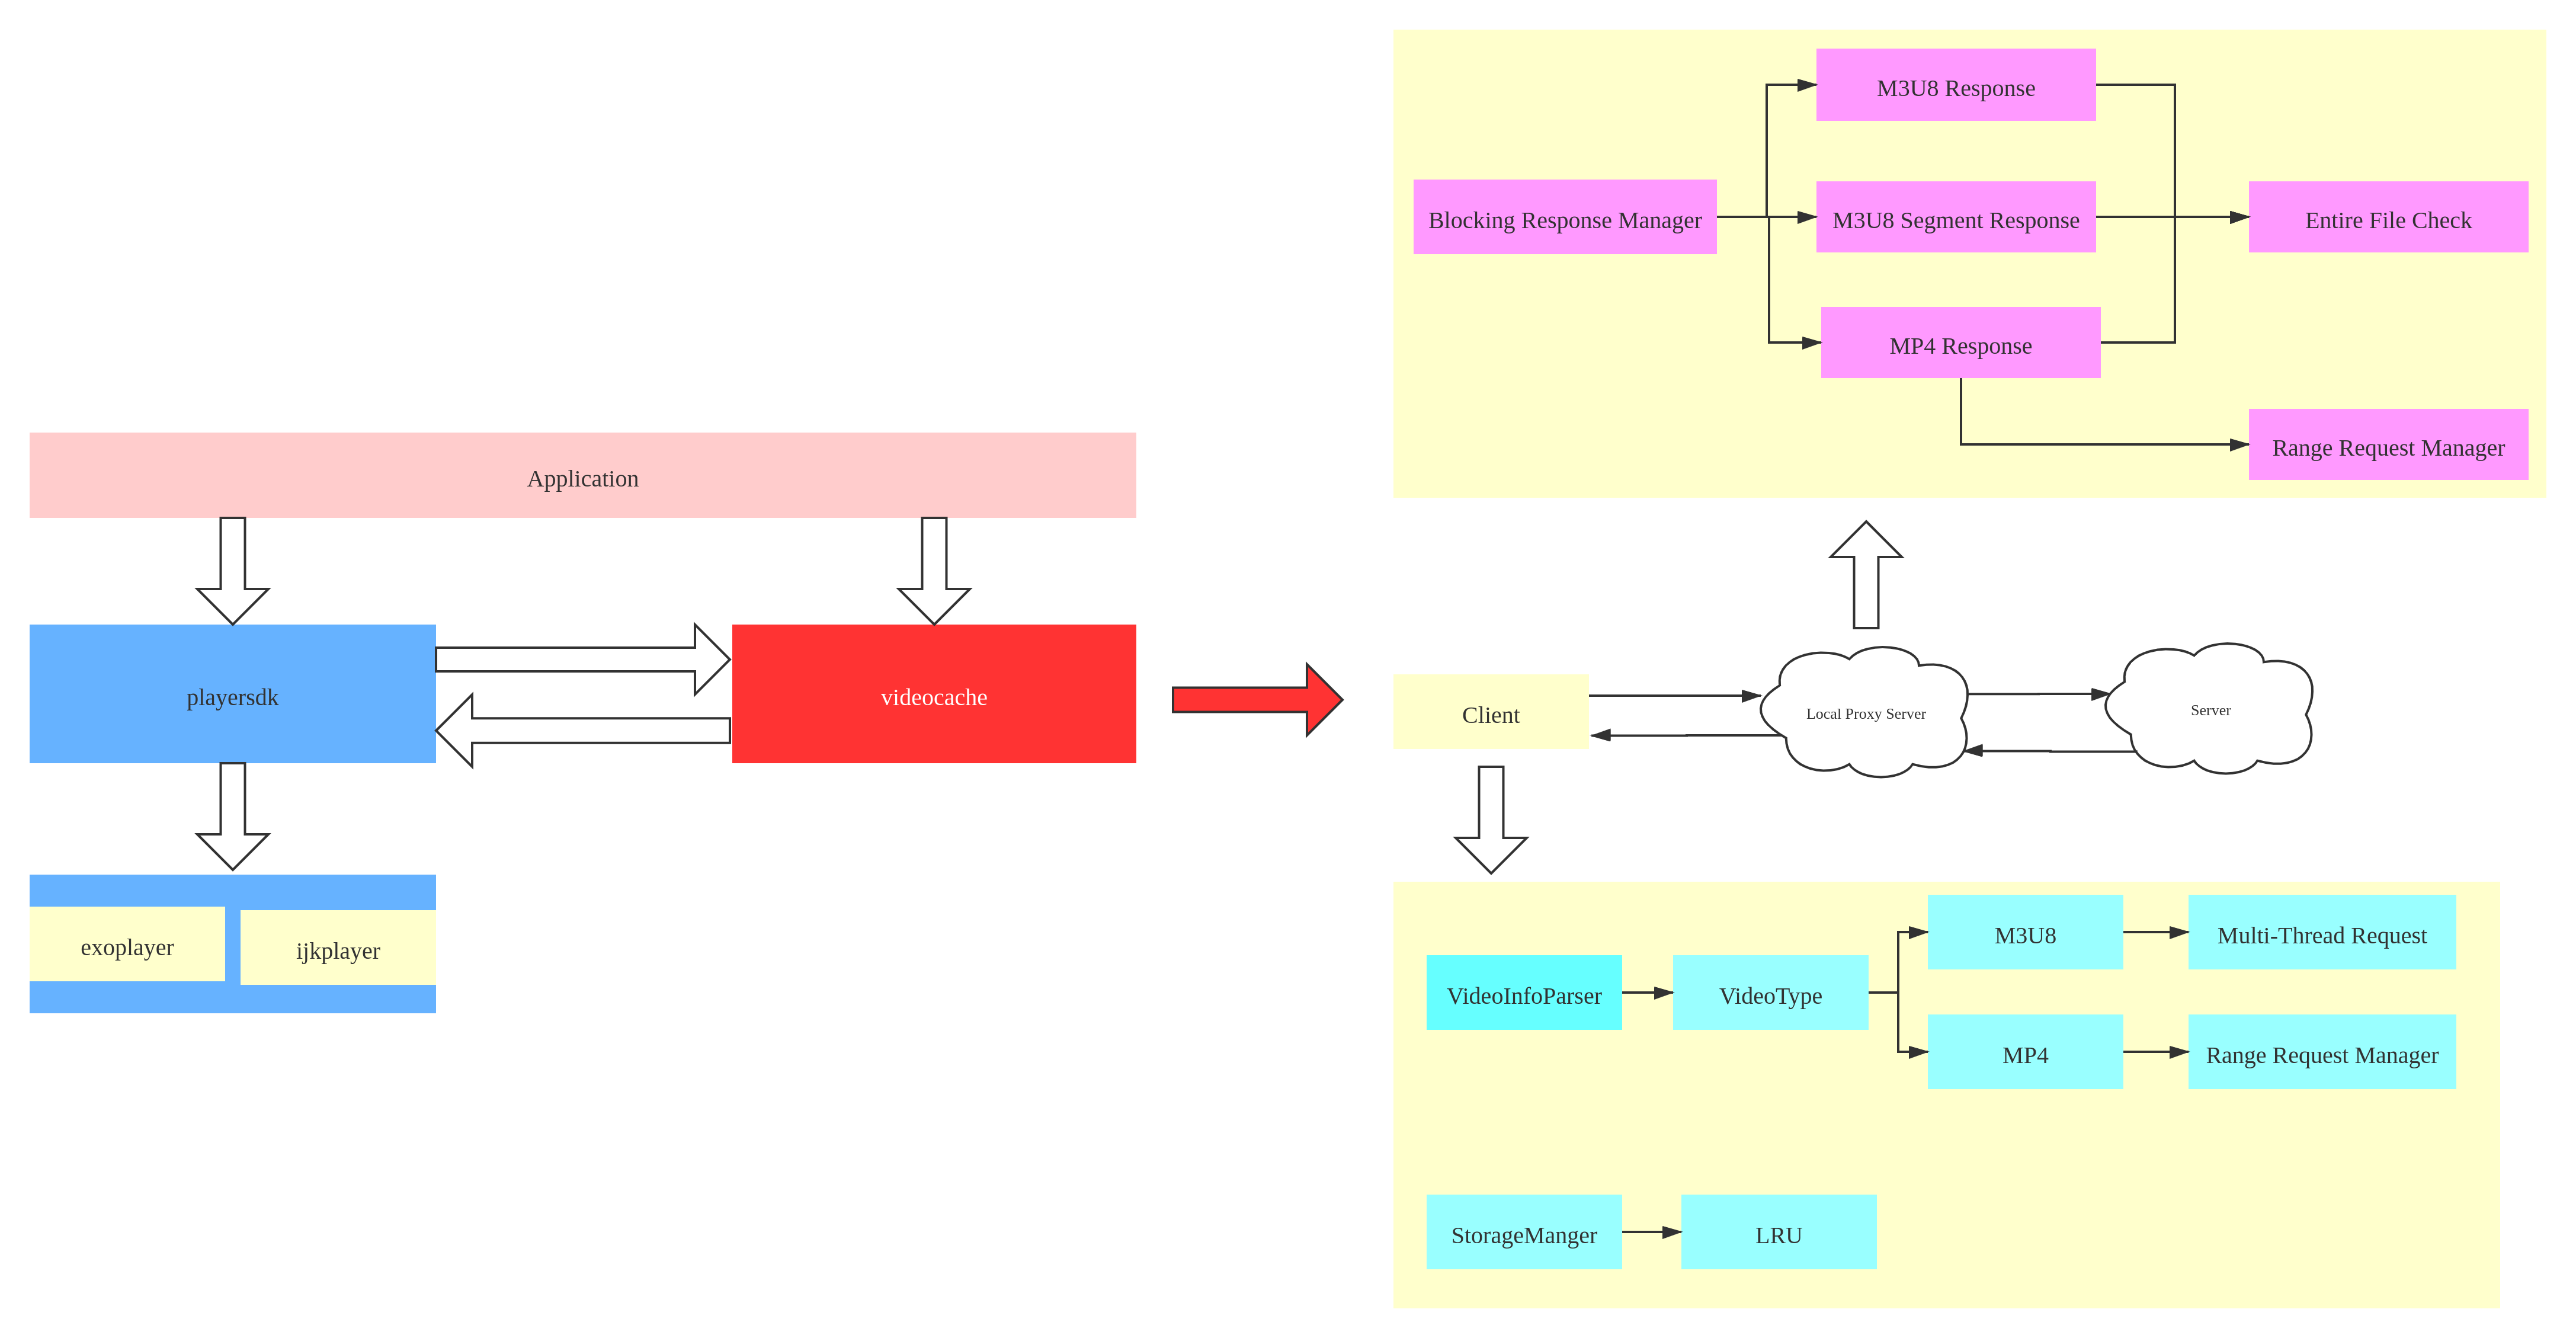 Application
playersdk
videocache
exoplayer
ijkplayer
M3U8 Response
Blocking Response Manager
M3U8 Segment Response
Entire File Check
MP4 Response
Range Request Manager
Client
Local Proxy Server
Server
VideoInfoParser
VideoType
M3U8
Multi-Thread Request
MP4
Range Request Manager
StorageManger
LRU